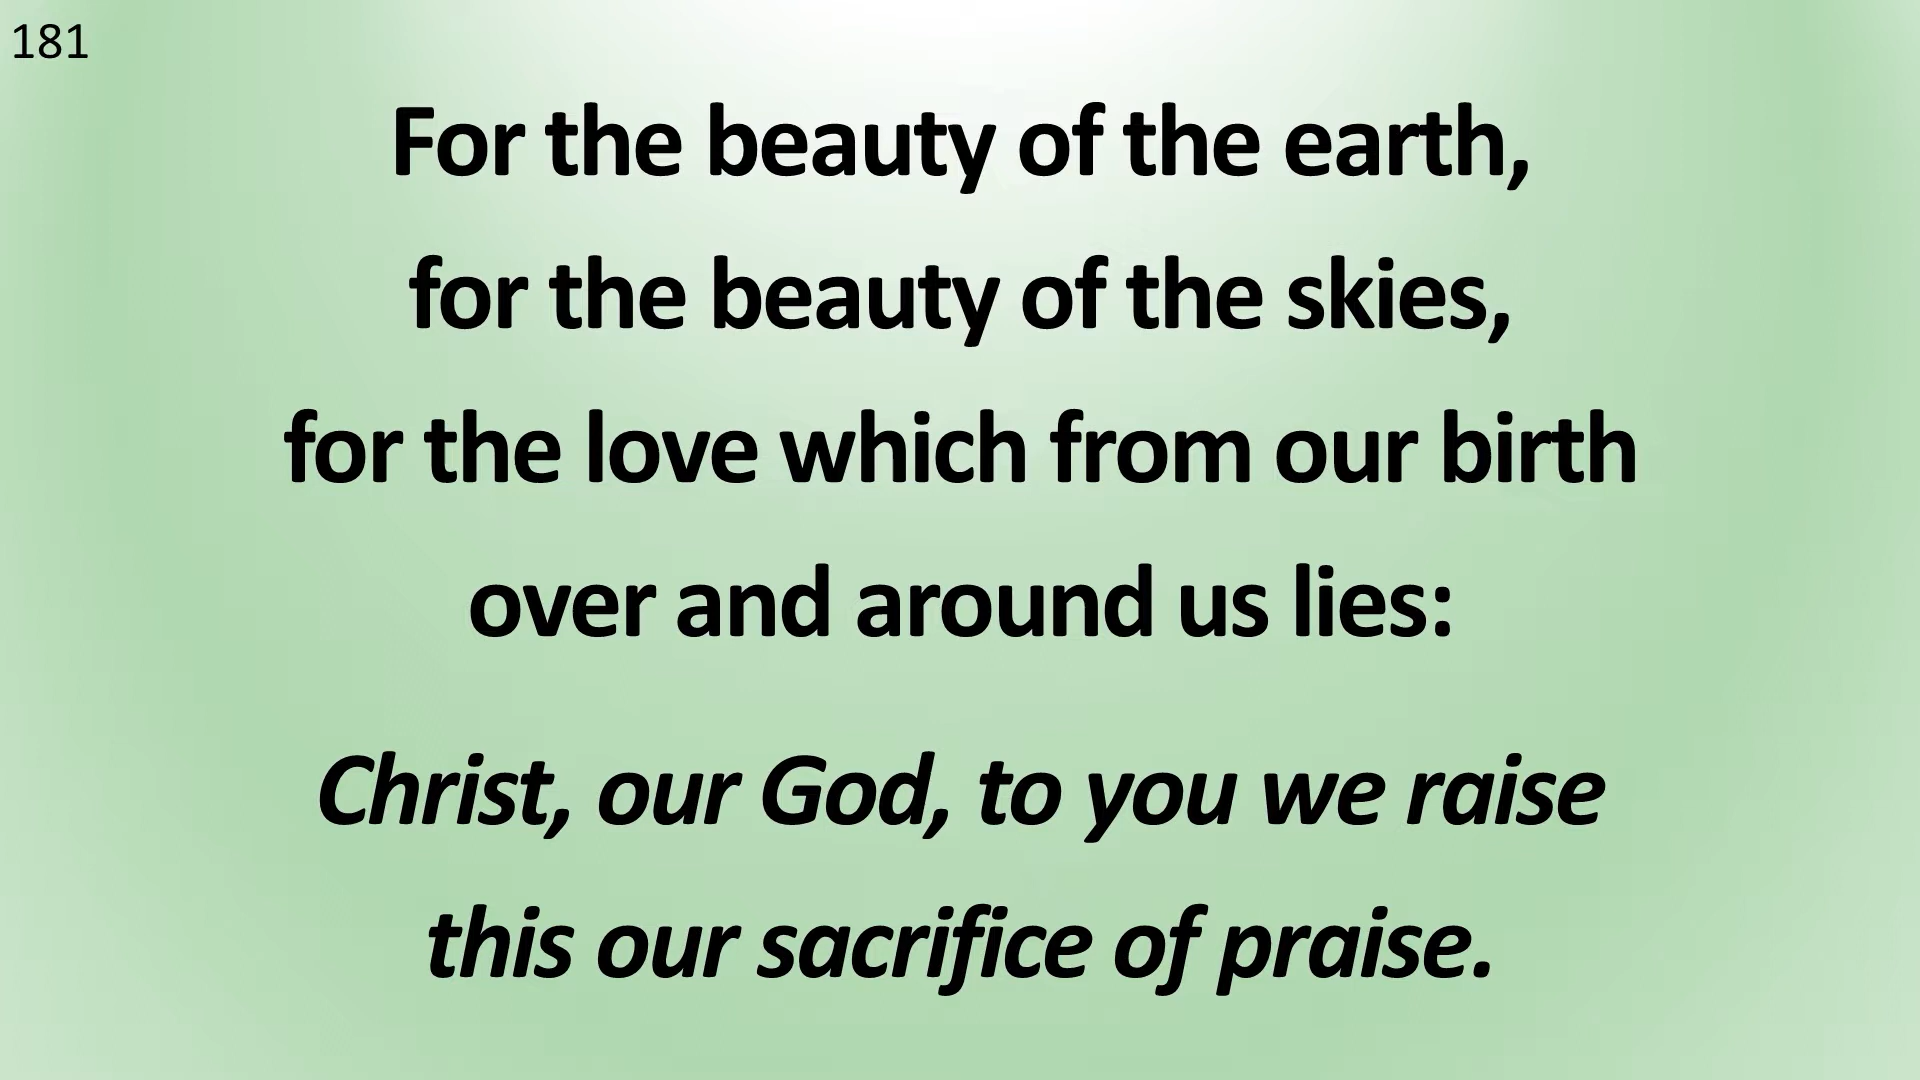 181
For the beauty of the earth,
for the beauty of the skies,
for the love which from our birth
over and around us lies:
Christ, our God, to you we raise
this our sacrifice of praise.